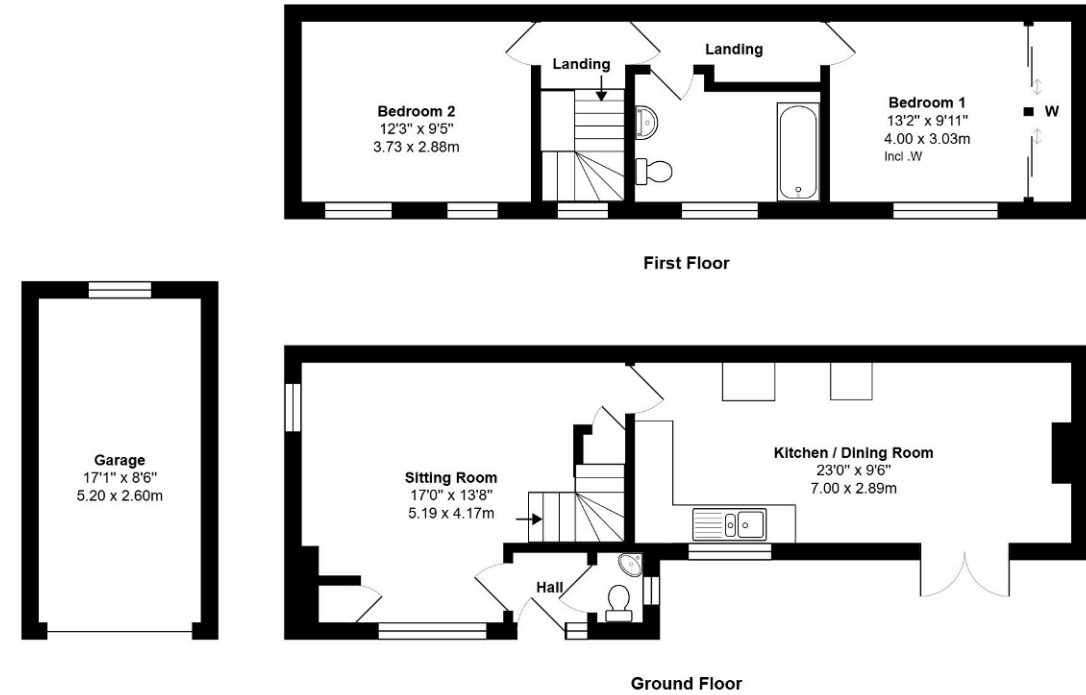 Landing
Landing
Bedroom 2
12'3" x 9'5"
3.73 x 2.88m
Bedroom 1
13'2" x 9'11"
4.00 x 3.03m
Incl .W
W
First Floor
Garage
17'1" x 8'6"
5.20 x 2.60m
Sitting Room
17'0" x 13'8"
5.19 x 4.17m
Kitchen / Dining Room
23'0" x 9'6"
7.00 x 2.89m
Hall
Ground Floor